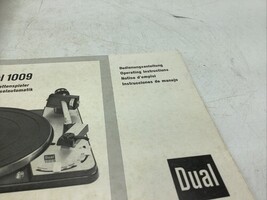 1009
Bedienungsanleitung
Operating Instructions
Notice d'emploi
Instrucciones de manejo
Dual